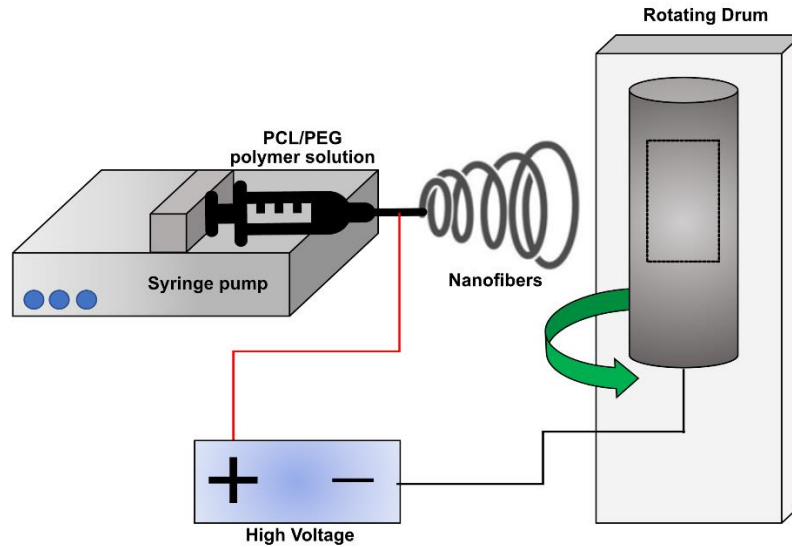 Rotating Drum
PCL/PEG
polymer solution
Syringe pump
Nanofibers
+ −
High Voltage